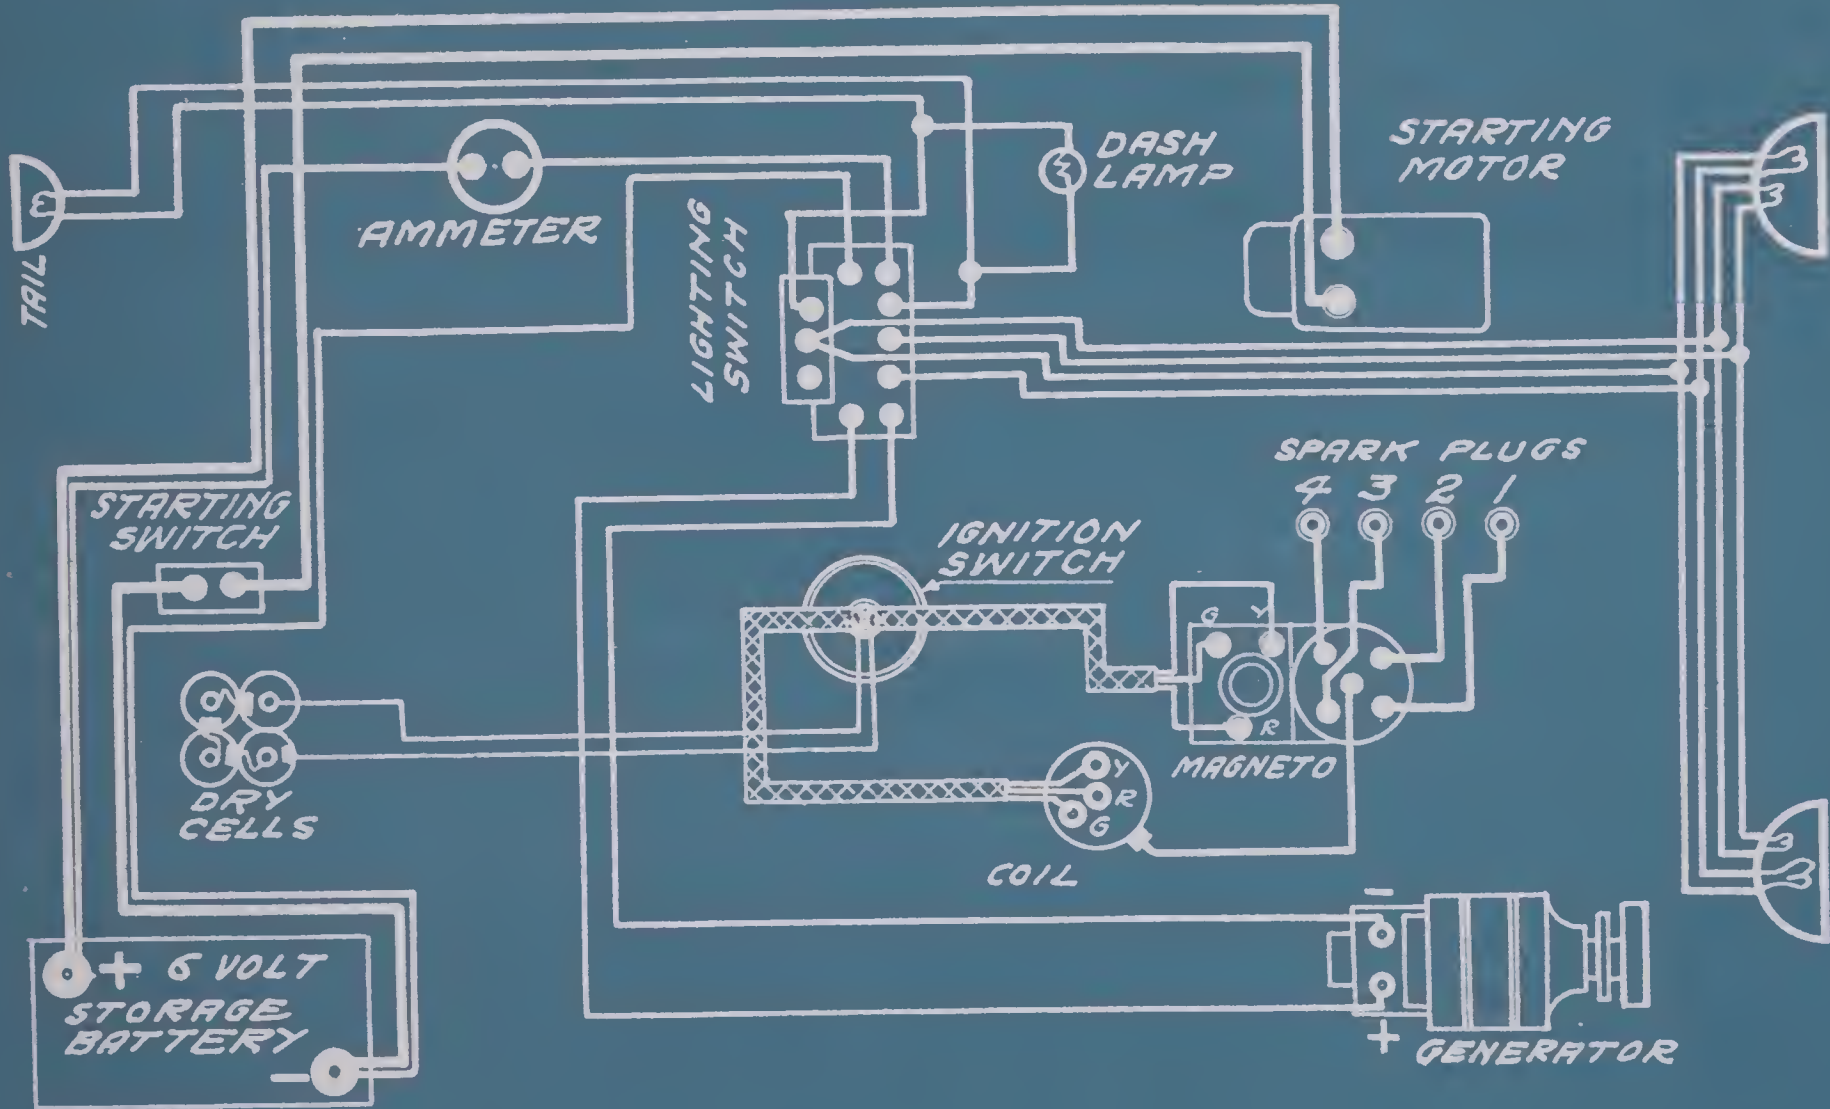 DASH
LAMP
STARTING
MOTOR
TAIL
AMMETER
LIGHTING
SWITCH
STARTING
SWITCH
SPARK PLUGS
4 3 2 1
IGNITION
SWITCH
G Y
R
MAGNETO
Y
R
G
COIL
DRY
CELLS
+ 6 VOLT
STORAGE
BATTERY
-
-
+
GENERATOR